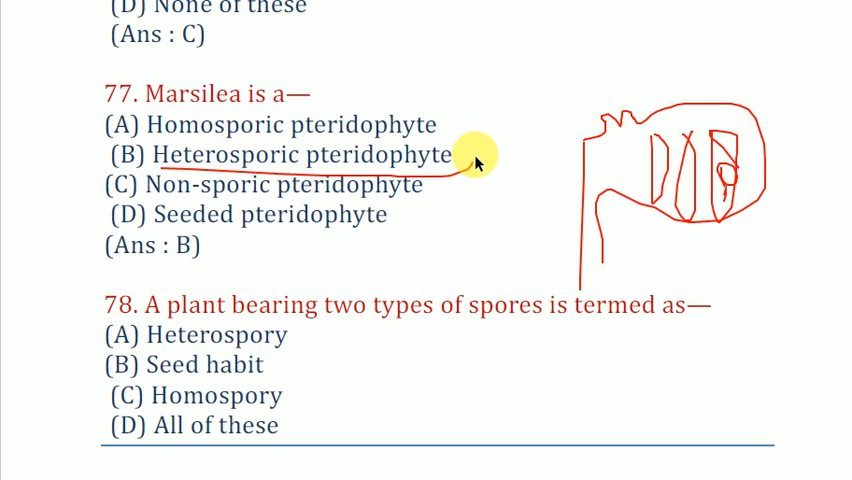 (D) None of these
(Ans : C)
77. Marsilea is a—
(A) Homosporic pteridophyte
(B) Heterosporic pteridophyte
(C) Non-sporic pteridophyte
(D) Seeded pteridophyte
(Ans : B)
78. A plant bearing two types of spores is termed as—
(A) Heterospory
(B) Seed habit
(C) Homospory
(D) All of these